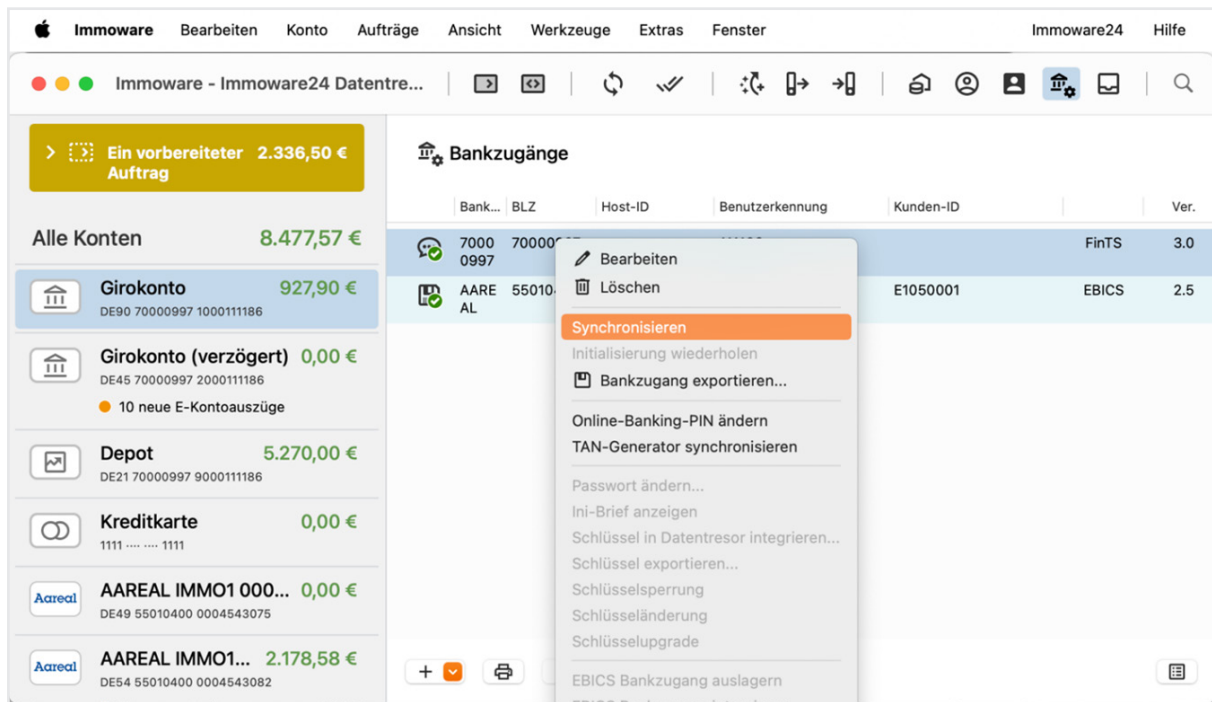 Immoware Bearbeiten Konto Aufträge Ansicht Werkzeuge Extras Fenster Immoware24 Hilfe
Immoware - Immoware24 Datentre...
Ein vorbereiteter 2.336,50 €
Auftrag
Alle Konten 8.477,57 €
Girokonto 927,90 €
DE90 70000997 1000111186
Girokonto (verzögert) 0,00 €
DE45 70000997 2000111186
10 neue E-Kontoauszüge
Depot 5.270,00 €
DE21 70000997 9000111186
Kreditkarte 0,00 €
1111 ···· ···· 1111
Aareal AAREAL IMMO1 000... 0,00 €
DE49 55010400 0004543075
Aareal AAREAL IMMO1... 2.178,58 €
DE54 55010400 0004543082
Bankzugänge
Bank... BLZ Host-ID Benutzerkennung Kunden-ID Ver.
7000 FinTS 3.0
0997
AARE 55010 E1050001 EBICS 2.5
AL
Bearbeiten
Löschen
Synchronisieren
Initialisierung wiederholen
Bankzugang exportieren...
Online-Banking-PIN ändern
TAN-Generator synchronisieren
Passwort ändern...
Ini-Brief anzeigen
Schlüssel in Datentresor integrieren...
Schlüssel exportieren...
Schlüsselsperrung
Schlüsseländerung
Schlüsselupgrade
EBICS Bankzugang auslagern